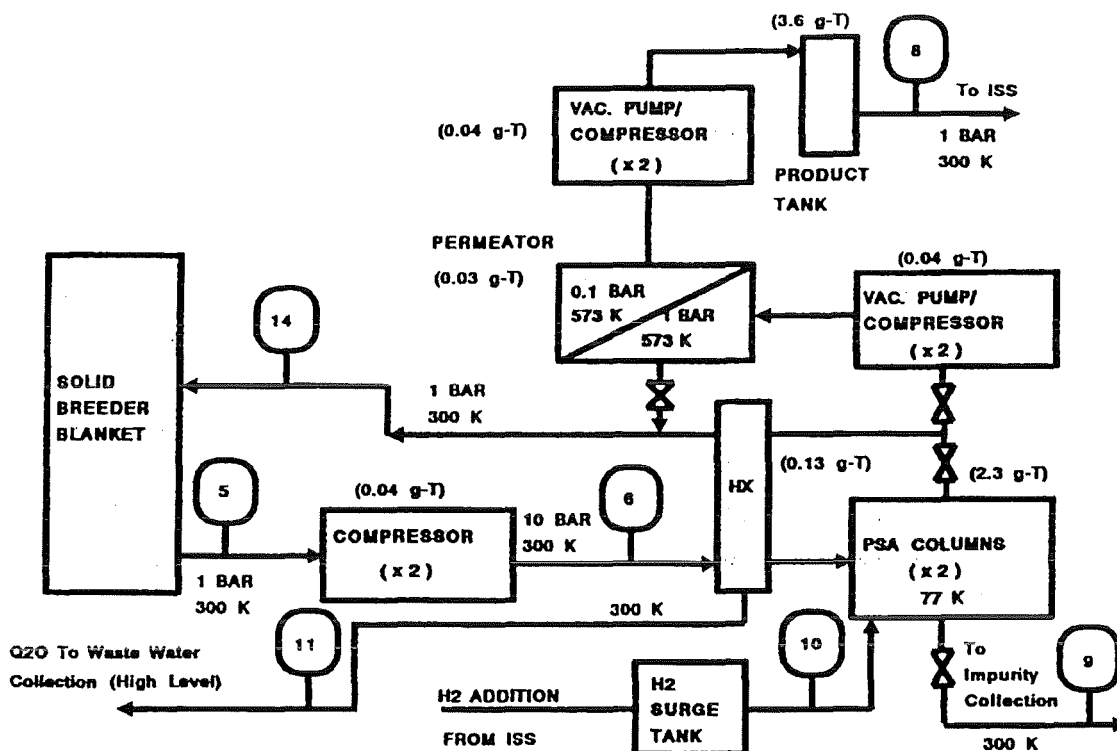 (3.6 g-T)
8
To ISS
1 BAR
300 K
VAC. PUMP/
COMPRESSOR
(x2)
(0.04 g-T)
PRODUCT
TANK
PERMEATOR
(0.03 g-T)
0.1 BAR
573 K
1 BAR
573 K
(0.04 g-T)
VAC. PUMP/
COMPRESSOR
(x2)
14
SOLID
BREEDER
BLANKET
1 BAR
300 K
HX
(0.13 g-T)
(2.3 g-T)
5
(0.04 g-T)
COMPRESSOR
(x2)
10 BAR
300 K
6
PSA COLUMNS
(x2)
77 K
1 BAR
300 K
300 K
11
Q2O To Waste Water
Collection (High Level)
10
H2 ADDITION
FROM ISS
H2
SURGE
TANK
To
Impurity
Collection
9
300 K